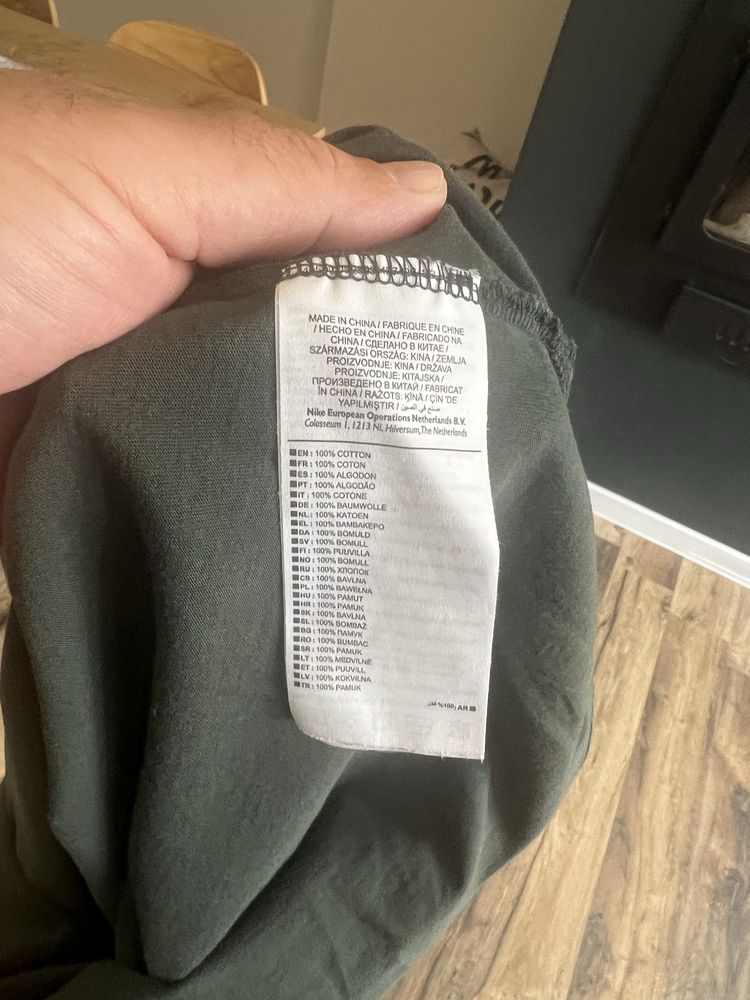 MADE IN CHINA / FABRIQUE EN CHINE
/ HECHO EN CHINA / FABRICADO NA
CHINA / СДЕЛАНО В КИТАЕ /
SZÁRMAZÁSI ORSZÁG: KINA / ZEMLJA
PROIZVODNJE: KINA / DRŽAVA
PROIZVODNJE: KITAJSKA /
ПРОИЗВЕДЕНО В КИТАЙ / FABRICAT
ÎN CHINA / RAŽOTS: ĶĪNĀ / ÇİN 'DE
YAPILMIŞTIR / صنع في الصين
Nike European Operations Netherlands B.V.
Colosseum 1, 1213 NL Hilversum, The Netherlands
EN : 100% COTTON
FR : 100% COTON
ES : 100% ALGODON
PT : 100% ALGODÃO
IT : 100% COTONE
DE : 100% BAUMWOLLE
NL : 100% KATOEN
EL : 100% ΒΑΜΒΑΚΕΡΟ
DA : 100% BOMULD
SV : 100% BOMULL
FI : 100% PUUVILLA
NO : 100% BOMULL
RU : 100% ХЛОПОК
CS : 100% BAVLNA
PL : 100% BAWEŁNA
HU : 100% PAMUT
HR : 100% PAMUK
SK : 100% BAVLNA
SL : 100% BOMBAŽ
BG : 100% ПАМУК
RO : 100% BUMBAC
SR : 100% PAMUK
LT : 100% MEDVILNĖ
ET : 100% PUUVILL
LV : 100% KOKVILNA
TR : 100% PAMUK
AR : 100% قطن